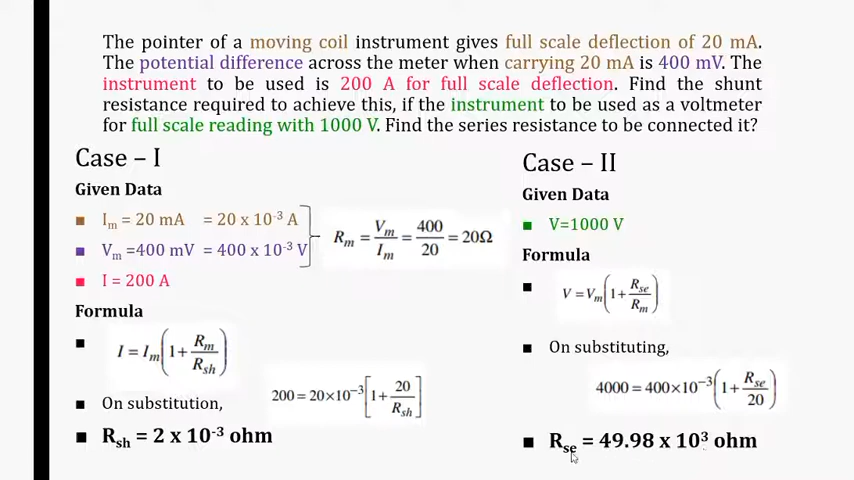 The pointer of a moving coil instrument gives full scale deflection of 20 mA.
The potential difference across the meter when carrying 20 mA is 400 mV. The
instrument to be used is 200 A for full scale deflection. Find the shunt
resistance required to achieve this, if the instrument to be used as a voltmeter
for full scale reading with 1000 V. Find the series resistance to be connected it?
Case – I
Given Data
▪ Iₘ = 20 mA = 20 x 10⁻³ A
▪ Vₘ =400 mV = 400 x 10⁻³ V
Rₘ = Vₘ/Iₘ = 400/20 = 20Ω
▪ I = 200 A
Formula
▪ I = Iₘ(1 + Rₘ/R_sh)
▪ On substitution,
200 = 20×10⁻³[1 + 20/R_sh]
▪ R_sh = 2 x 10⁻³ ohm
Case – II
Given Data
▪ V=1000 V
Formula
▪ V = Vₘ(1 + R_se/Rₘ)
▪ On substituting,
4000 = 400×10⁻³(1 + R_se/20)
▪ R_se = 49.98 x 10³ ohm